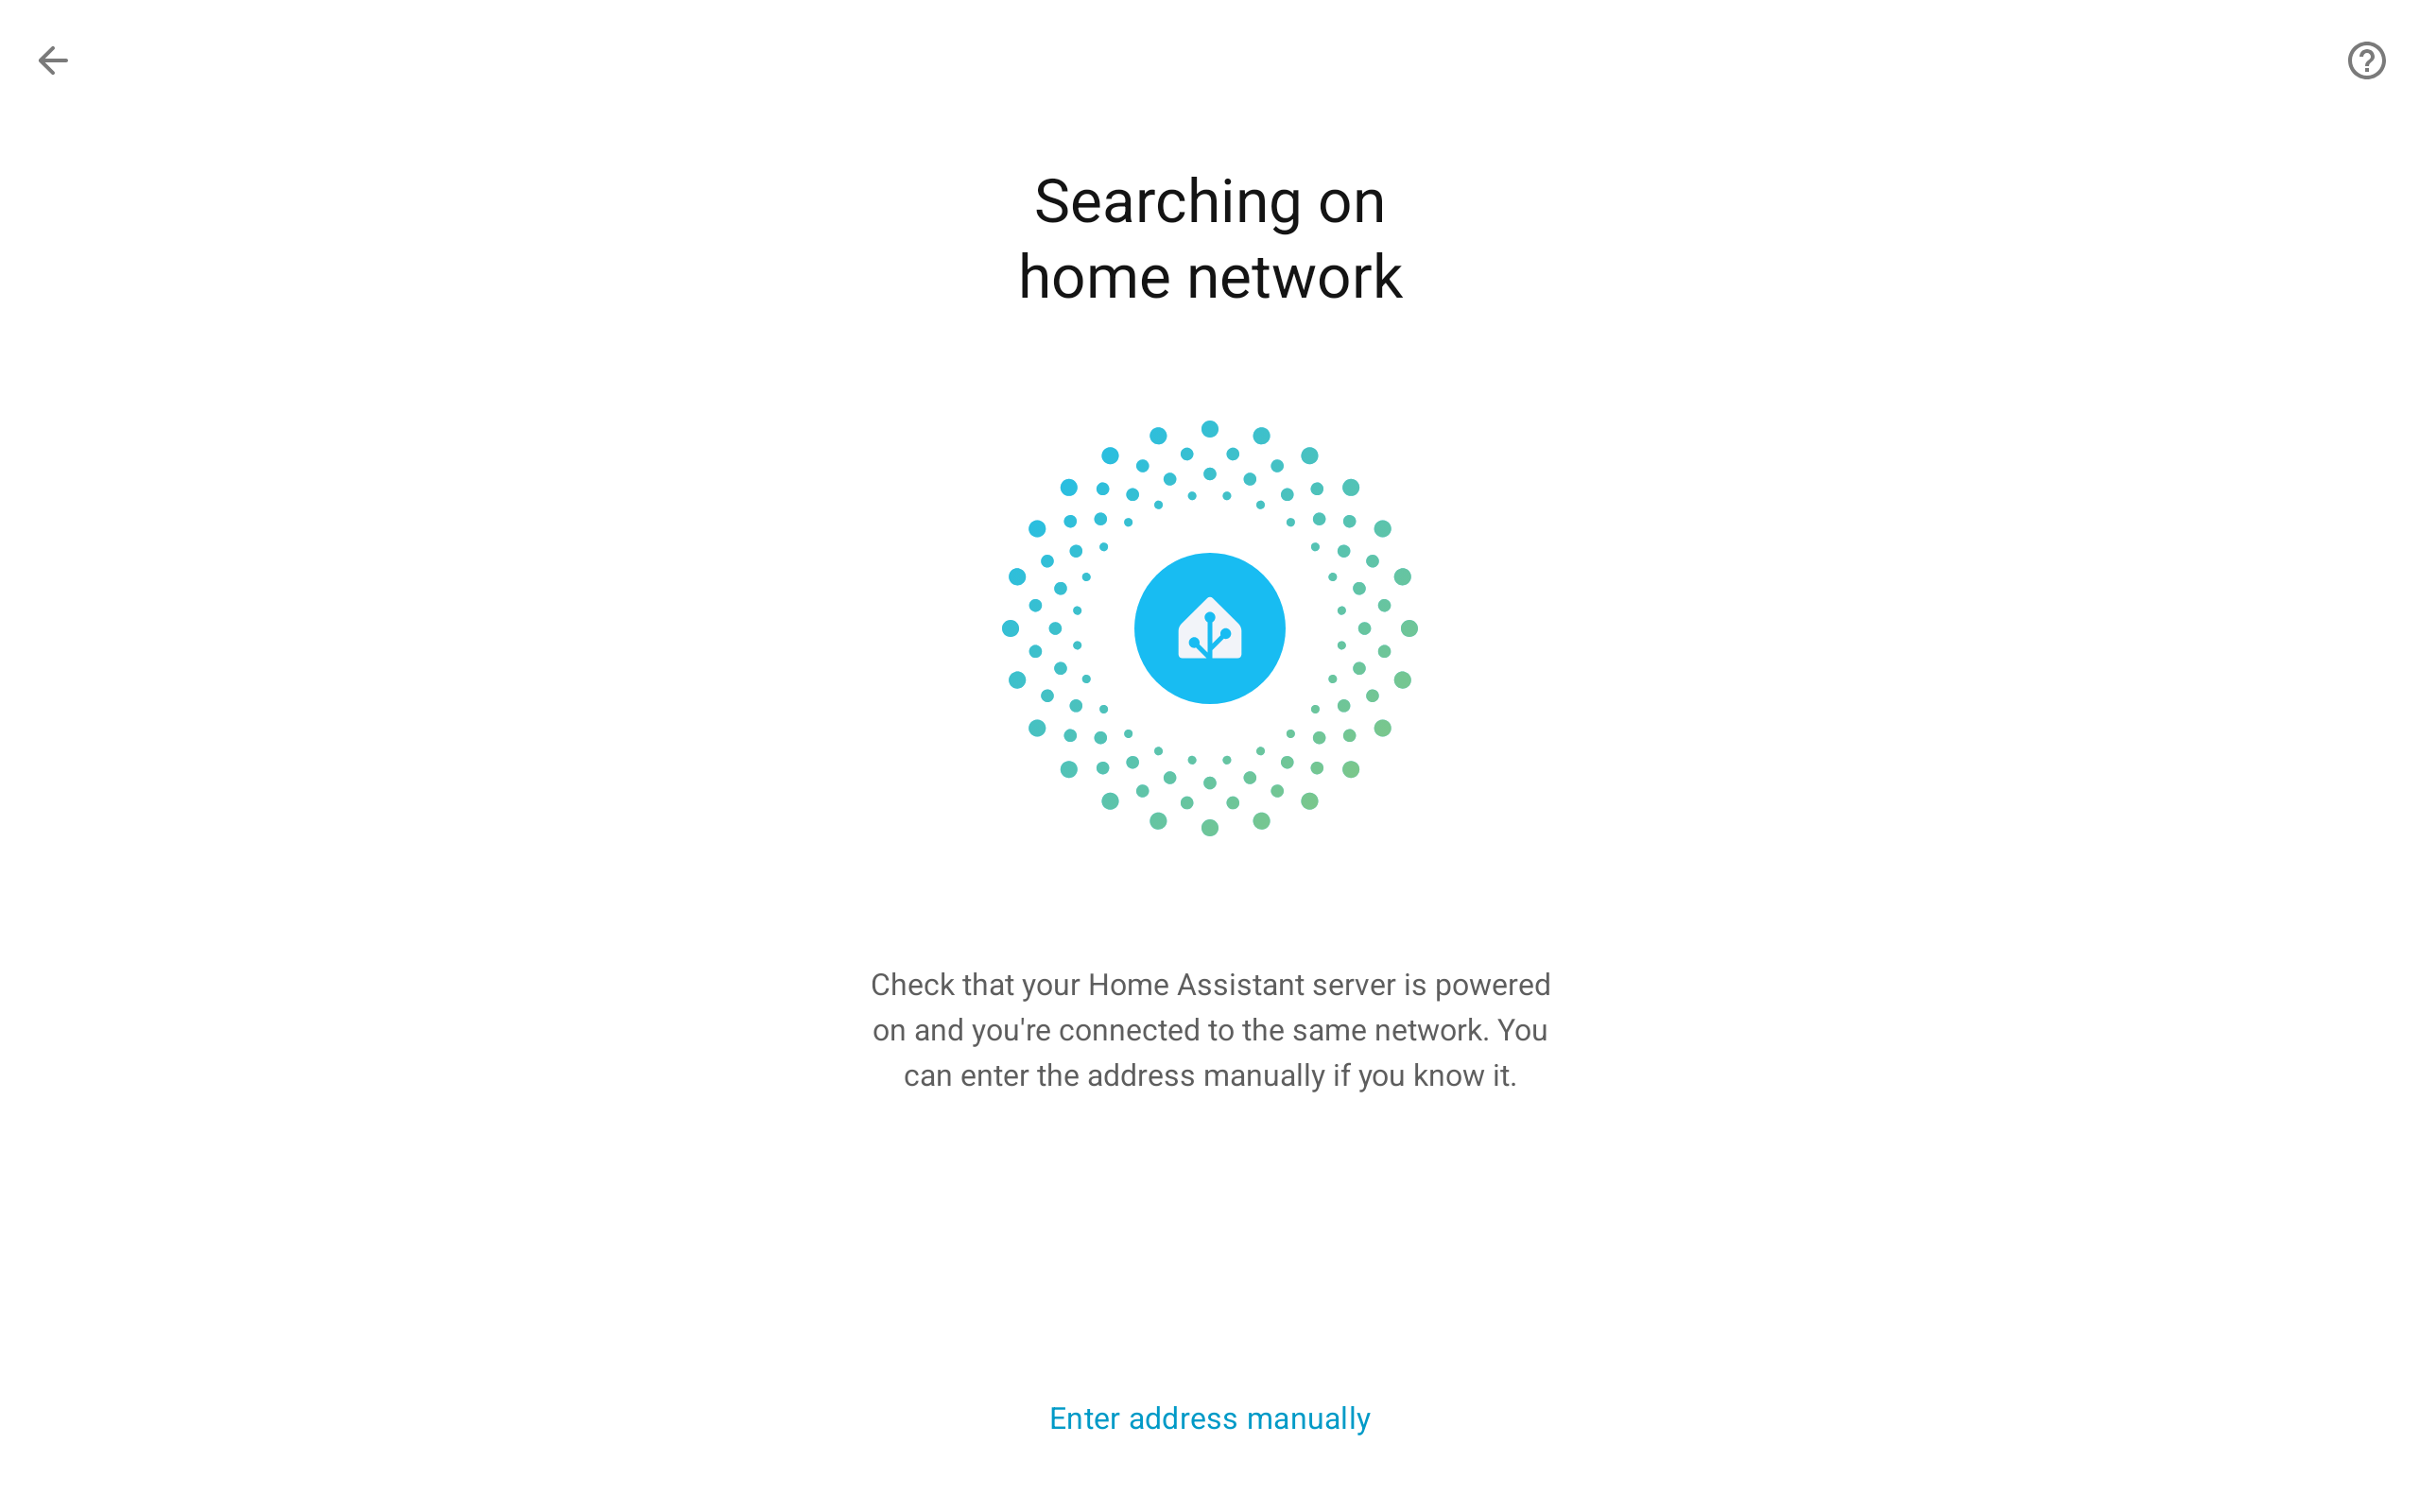 Searching on
home network
Check that your Home Assistant server is powered
on and you're connected to the same network. You
can enter the address manually if you know it.
Enter address manually